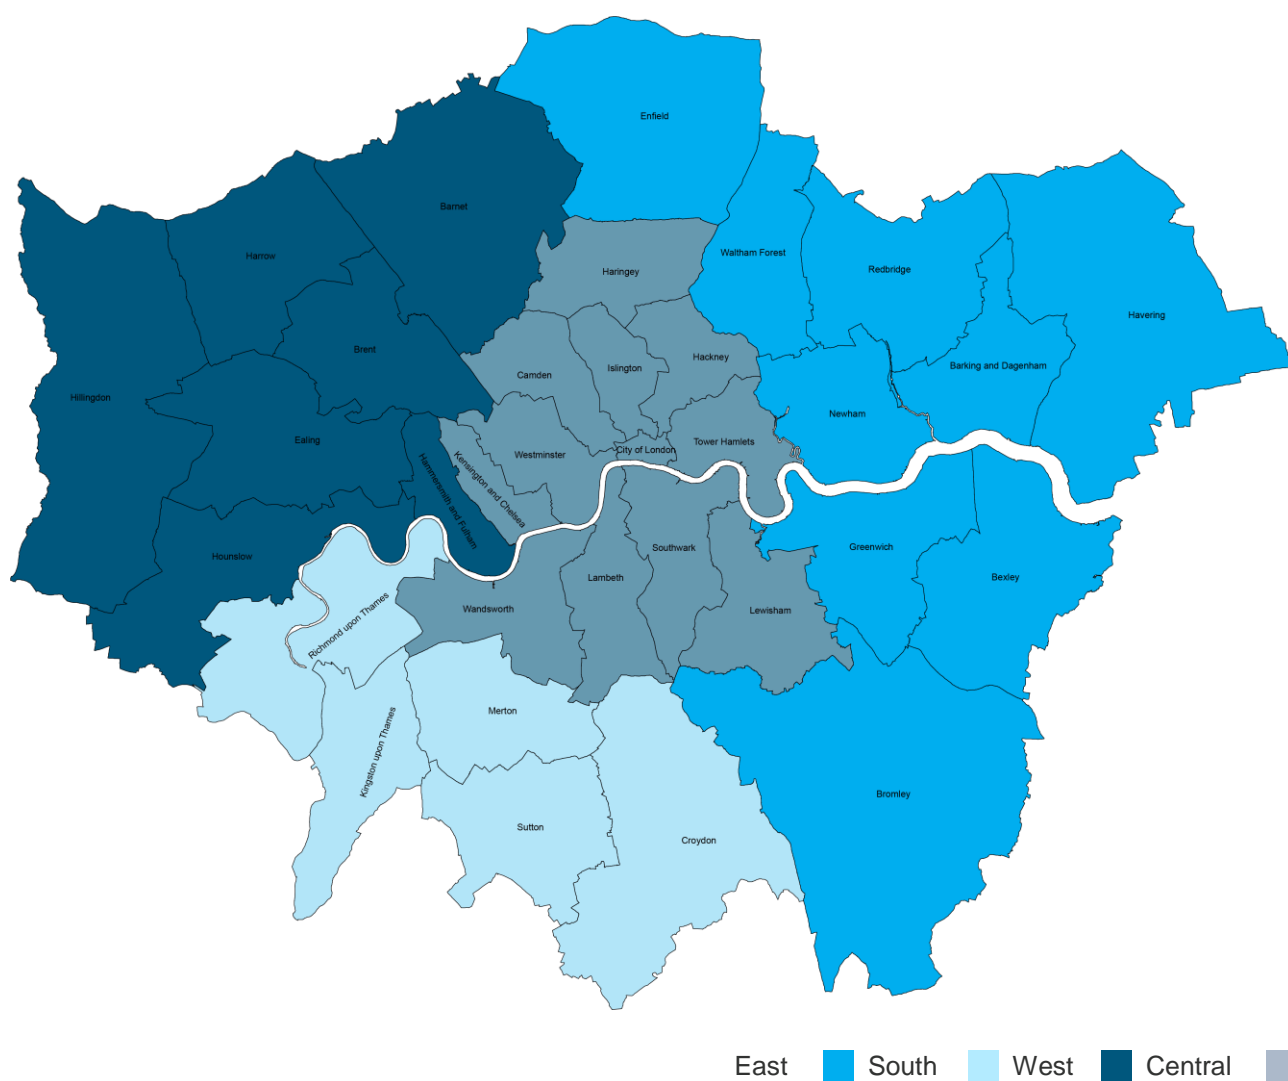 Enfield
Barnet
Harrow
Haringey
Waltham Forest
Redbridge
Havering
Brent
Hackney
Islington
Camden
Barking and Dagenham
Hillingdon
Newham
Ealing
Tower Hamlets
City of London
Westminster
Kensington and Chelsea
Hammersmith and Fulham
Hounslow
Southwark
Greenwich
Lambeth
Bexley
Wandsworth
Lewisham
Richmond upon Thames
Merton
Kingston upon Thames
Bromley
Sutton
Croydon
East South West Central